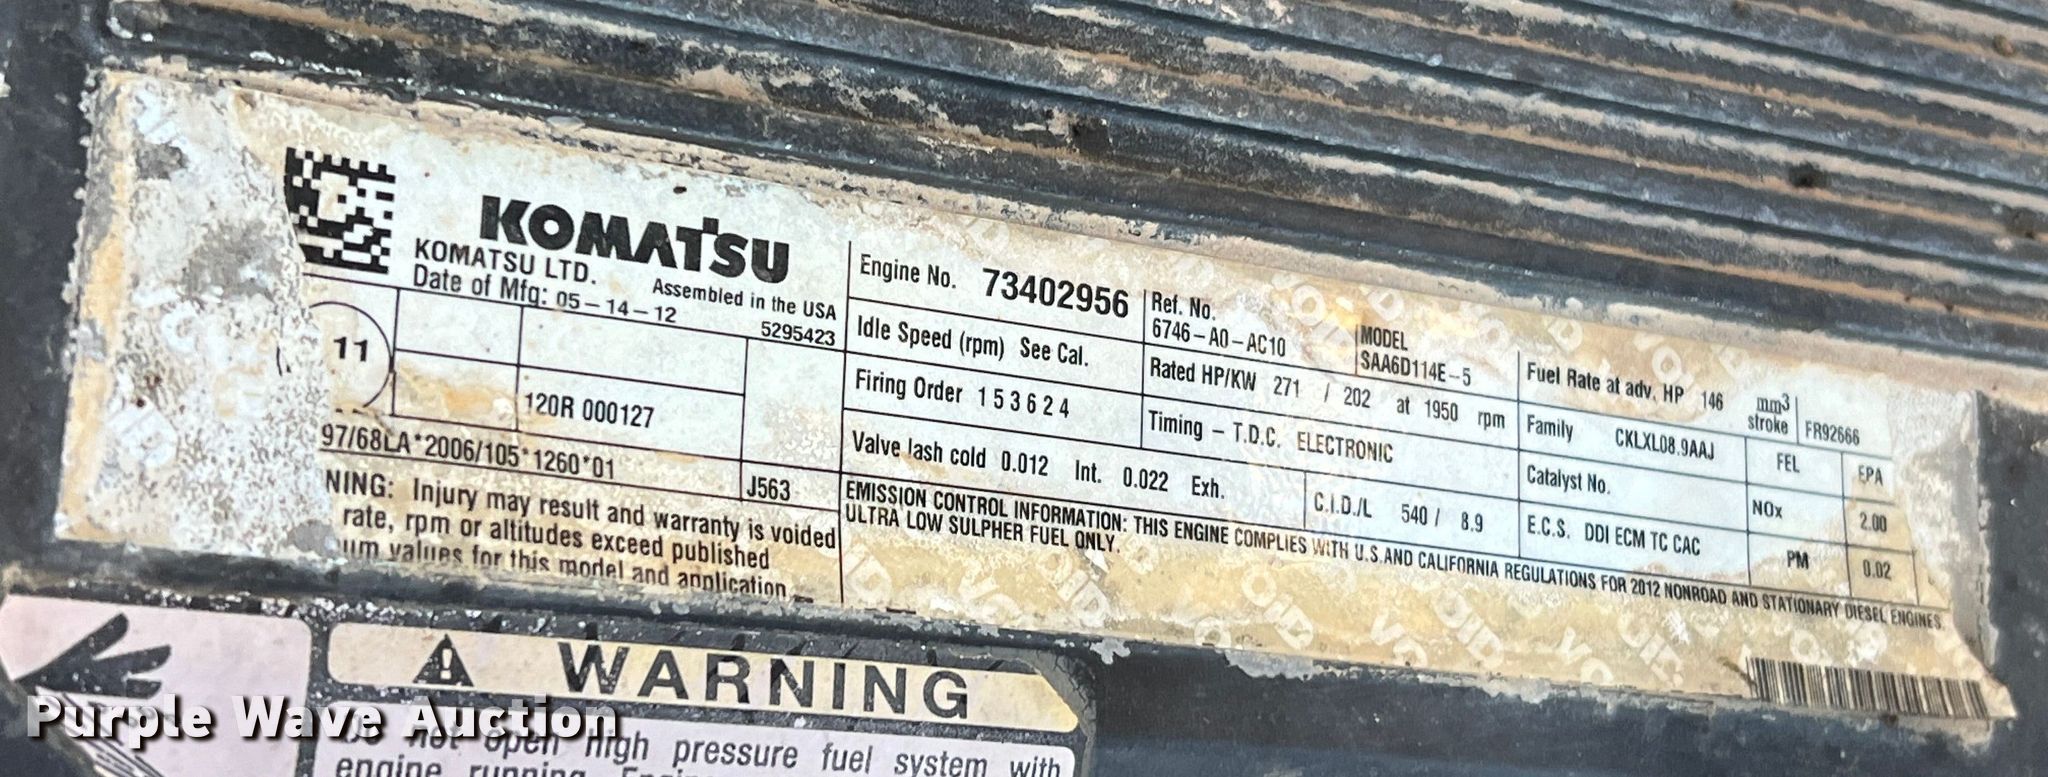 KOMATSU
KOMATSU LTD.
Assembled in the USA
Date of Mfg: 05-14-12
5295423
11
120R 000127
97/68LA*2006/105*1260*01
J563
NING: Injury may result and warranty is voided
rate, rpm or altitudes exceed published
um values for this model and application
Engine No. 73402956
Ref. No.
6746-A0-AC10
MODEL
SAA6D114E-5
Fuel Rate at adv. HP 146 mm3
stroke
FR92666
Idle Speed (rpm) See Cal.
Rated HP/KW 271 / 202 at 1950 rpm
Family CKLXL08.9AAJ
FEL
EPA
Firing Order 153624
Timing - T.D.C. ELECTRONIC
Catalyst No.
NOx
2.00
Valve lash cold 0.012 Int. 0.022 Exh.
C.I.D./L 540 / 8.9
E.C.S. DDI ECM TC CAC
PM
0.02
EMISSION CONTROL INFORMATION: THIS ENGINE COMPLIES WITH U.S.AND CALIFORNIA REGULATIONS FOR 2012 NONROAD AND STATIONARY DIESEL ENGINES.
ULTRA LOW SULPHER FUEL ONLY.
WARNING
Do not open high pressure fuel system with
engine running.
Purple Wave Auction